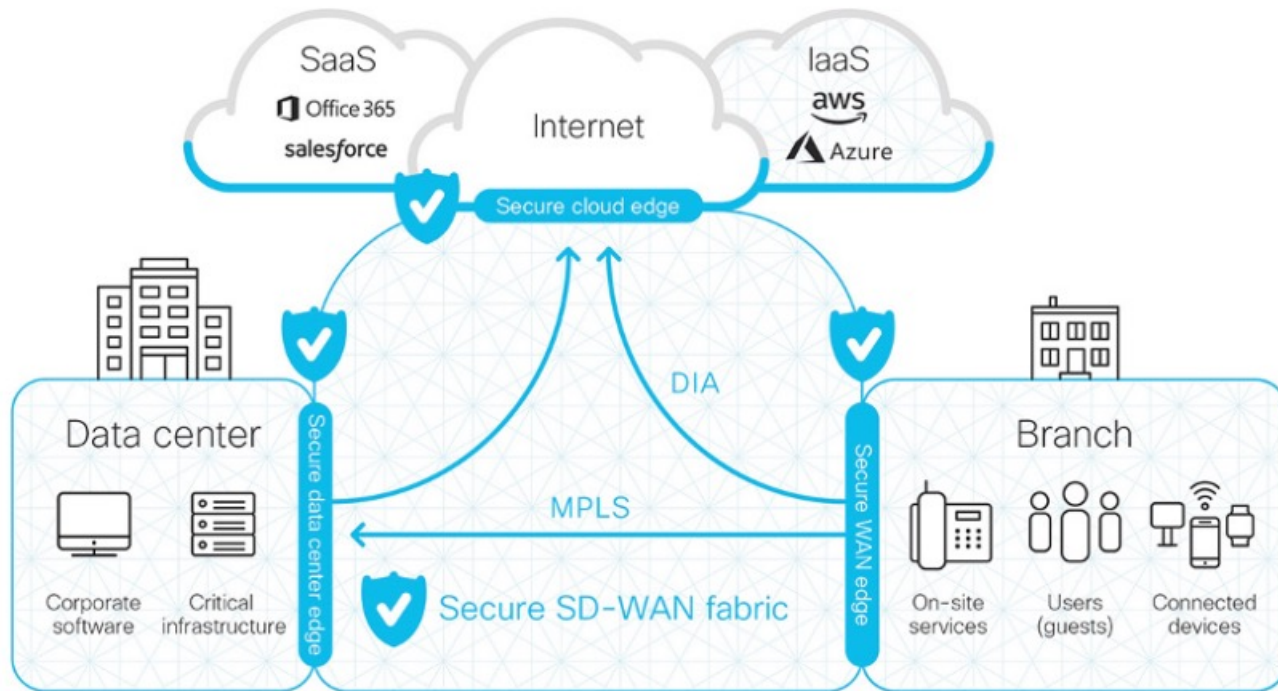 SaaS
Office 365
salesforce
Internet
IaaS
aws
Azure
Secure cloud edge
Data center
Corporate
software
Critical
infrastructure
Secure data center edge
DIA
MPLS
Secure SD-WAN fabric
Secure WAN edge
Branch
On-site
services
Users
(guests)
Connected
devices